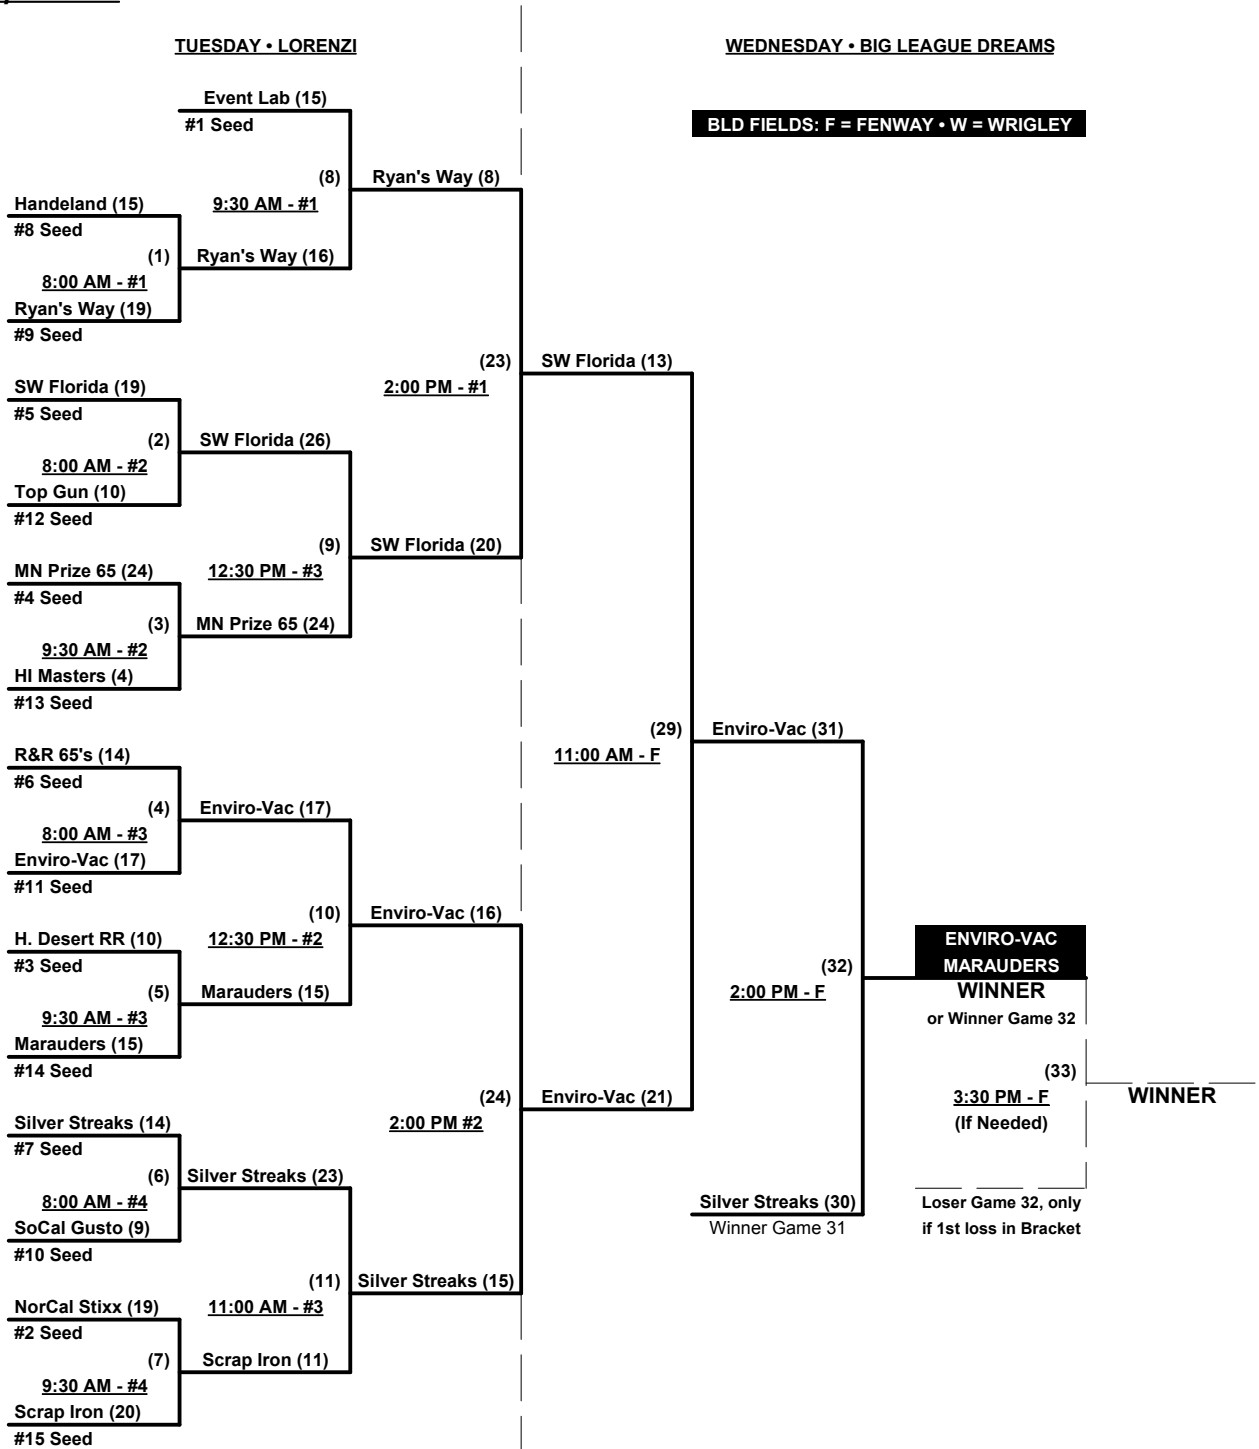 TUESDAY • LORENZI
WEDNESDAY • BIG LEAGUE DREAMS
Event Lab (15)
#1 Seed
BLD FIELDS: F = FENWAY • W = WRIGLEY
(8)
Ryan's Way (8)
Handeland (15)
9:30 AM - #1
#8 Seed
(1)
Ryan's Way (16)
8:00 AM - #1
Ryan's Way (19)
#9 Seed
(23)
SW Florida (13)
SW Florida (19)
2:00 PM - #1
#5 Seed
(2)
SW Florida (26)
8:00 AM - #2
Top Gun (10)
#12 Seed
(9)
SW Florida (20)
MN Prize 65 (24)
12:30 PM - #3
#4 Seed
(3)
MN Prize 65 (24)
9:30 AM - #2
HI Masters (4)
#13 Seed
(29)
Enviro-Vac (31)
R&R 65's (14)
11:00 AM - F
#6 Seed
(4)
Enviro-Vac (17)
8:00 AM - #3
Enviro-Vac (17)
#11 Seed
(10)
Enviro-Vac (16)
H. Desert RR (10)
12:30 PM - #2
ENVIRO-VAC
#3 Seed
(32)
MARAUDERS
(5)
Marauders (15)
2:00 PM - F
WINNER
9:30 AM - #3
or Winner Game 32
Marauders (15)
#14 Seed
(33)
(24)
Enviro-Vac (21)
3:30 PM - F
WINNER
Silver Streaks (14)
2:00 PM #2
(If Needed)
#7 Seed
(6)
Silver Streaks (23)
8:00 AM - #4
Silver Streaks (30)
Loser Game 32, only
SoCal Gusto (9)
Winner Game 31
if 1st loss in Bracket
#10 Seed
(11)
Silver Streaks (15)
NorCal Stixx (19)
11:00 AM - #3
#2 Seed
(7)
Scrap Iron (11)
9:30 AM - #4
Scrap Iron (20)
#15 Seed